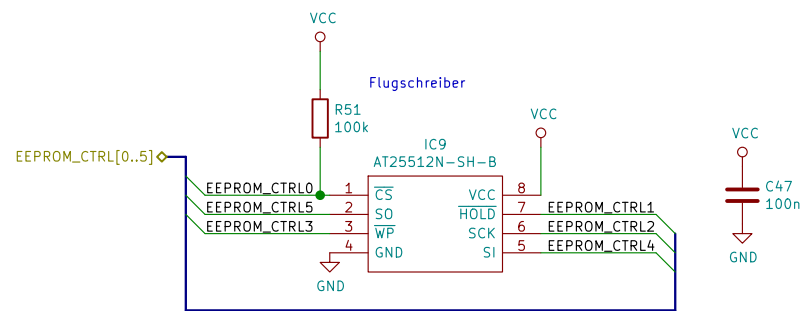 VCC
Flugschreiber
R51
100k
VCC
IC9
AT25512N-SH-B
VCC
EEPROM_CTRL[0..5]
EEPROM_CTRL0 1 CS VCC 8
C47
100n
EEPROM_CTRL5 2 SO HOLD 7 EEPROM_CTRL1
EEPROM_CTRL3 3 WP SCK 6 EEPROM_CTRL2
4 GND SI 5 EEPROM_CTRL4
GND
GND